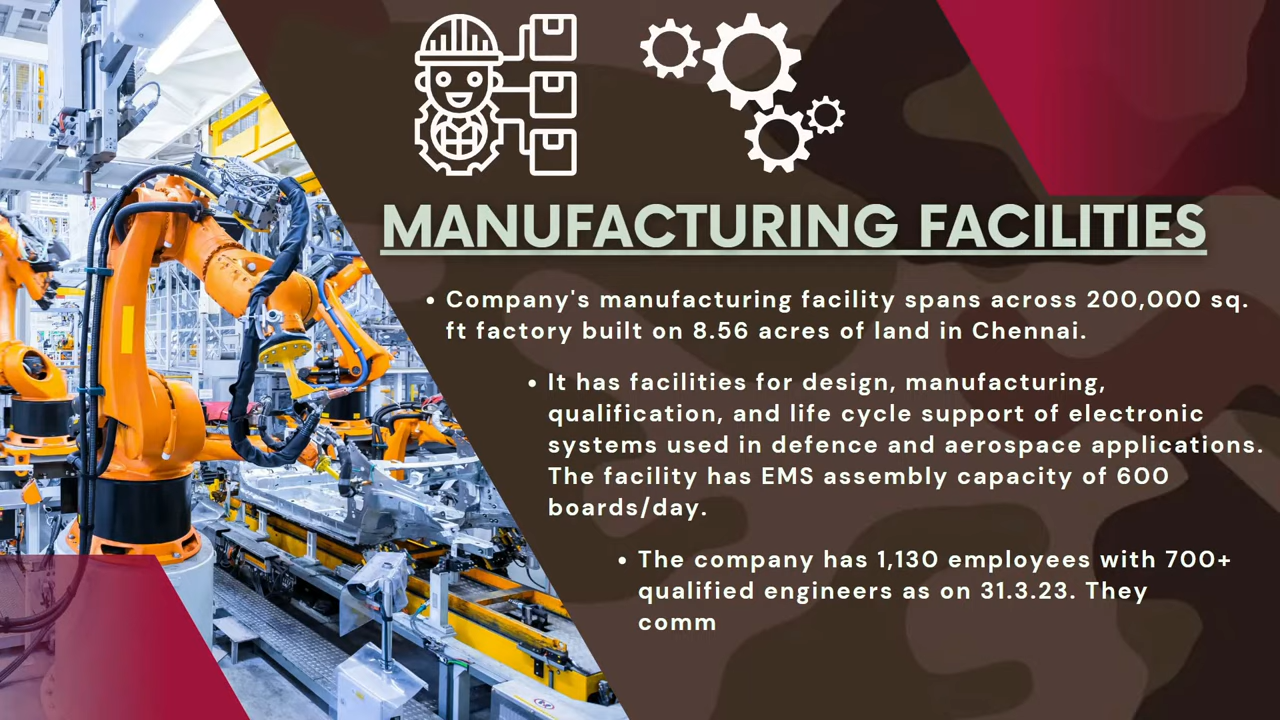 MANUFACTURING FACILITIES
• Company's manufacturing facility spans across 200,000 sq.
ft factory built on 8.56 acres of land in Chennai.
• It has facilities for design, manufacturing,
qualification, and life cycle support of electronic
systems used in defence and aerospace applications.
The facility has EMS assembly capacity of 600
boards/day.
• The company has 1,130 employees with 700+
qualified engineers as on 31.3.23. They
comm